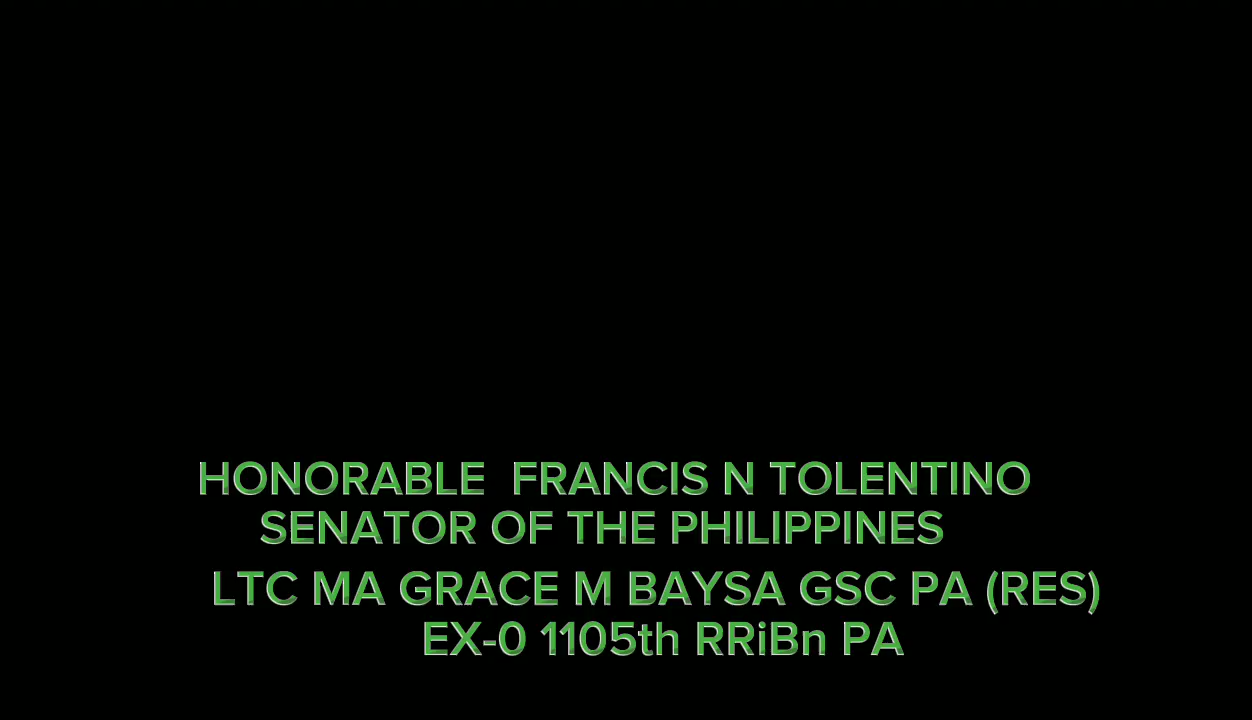 HONORABLE  FRANCIS N TOLENTINO
SENATOR OF THE PHILIPPINES
LTC MA GRACE M BAYSA GSC PA (RES)
EX-0 1105th RRiBn PA